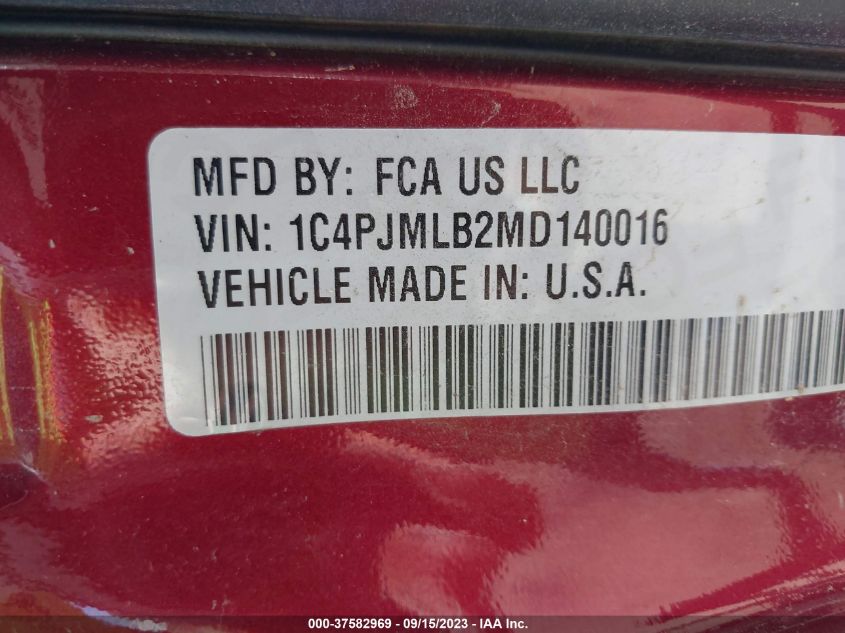 MFD BY: FCA US LLC
VIN: 1C4PJMLB2MD140016
VEHICLE MADE IN: U.S.A.
000-37582969 - 09/15/2023 - IAA Inc.